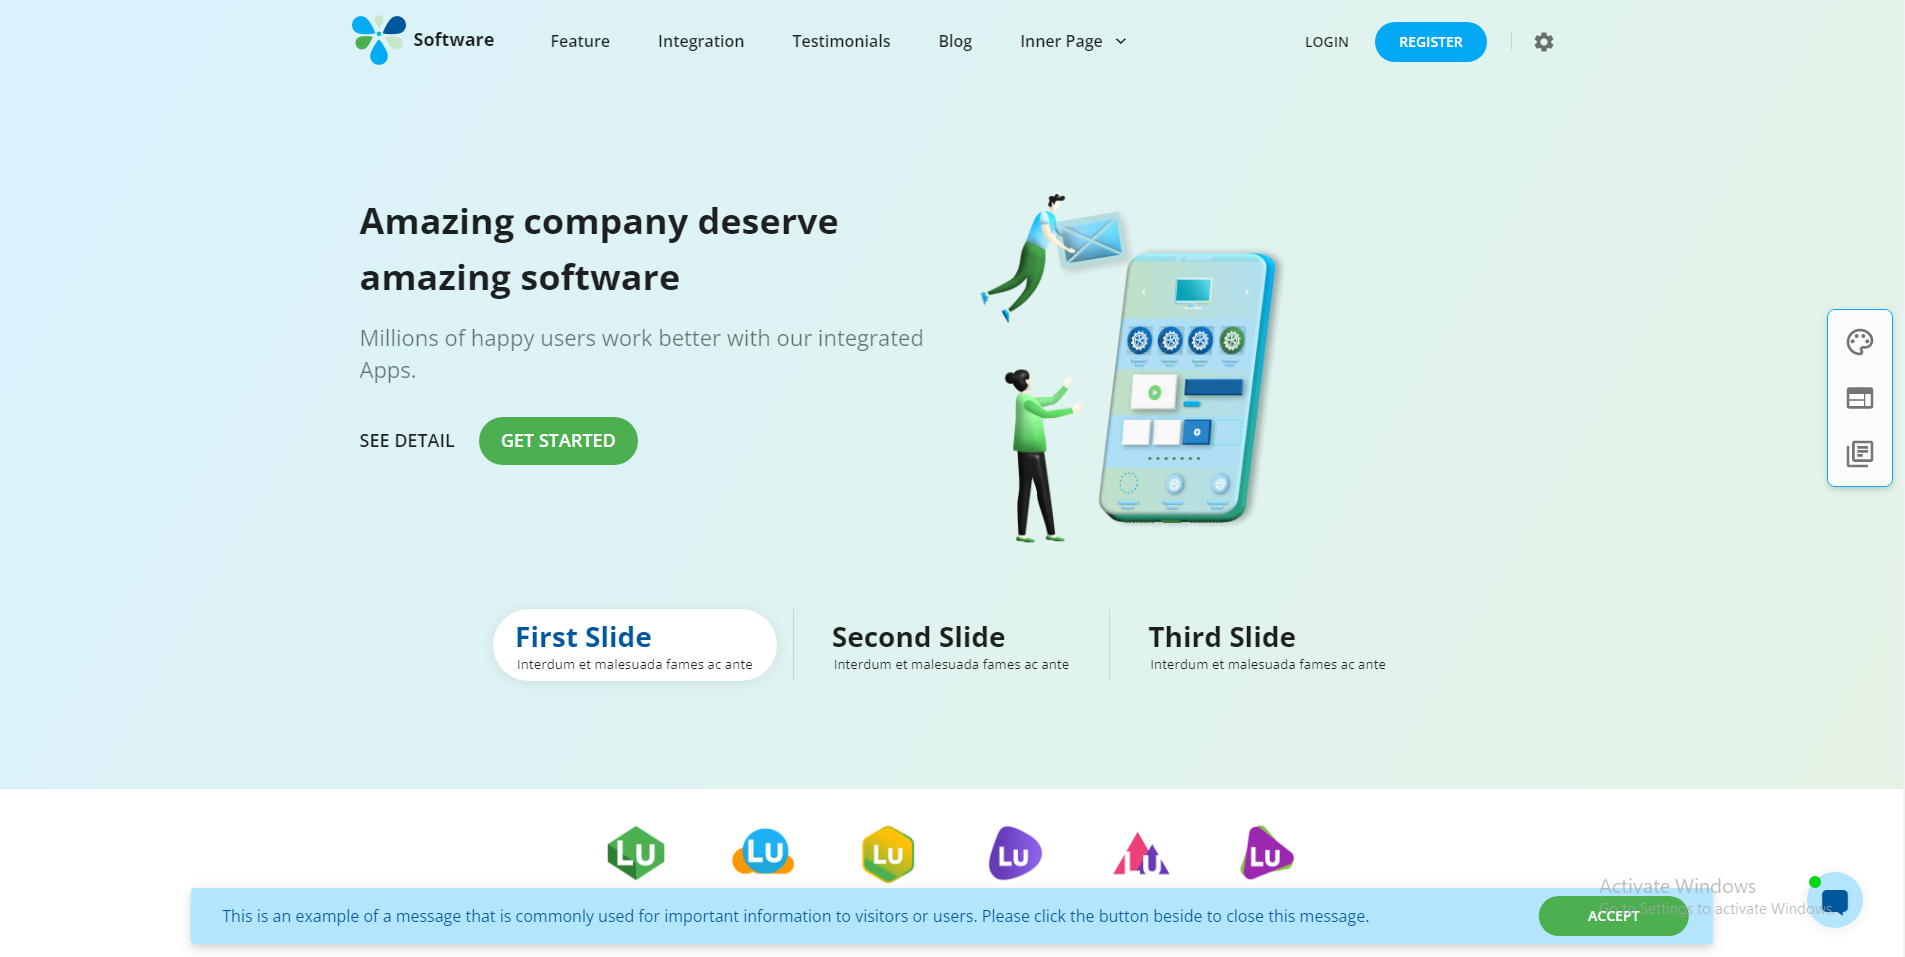 Software
Feature
Integration
Testimonials
Blog
Inner Page
LOGIN
REGISTER
Amazing company deserve
amazing software
Millions of happy users work better with our integrated
Apps.
SEE DETAIL
GET STARTED
First Slide
Interdum et malesuada fames ac ante
Second Slide
Interdum et malesuada fames ac ante
Third Slide
Interdum et malesuada fames ac ante
Lu
Lu
Lu
Lu
Lu
Lu
This is an example of a message that is commonly used for important information to visitors or users. Please click the button beside to close this message.
ACCEPT
Activate Windows
Go to Settings to activate Windows.